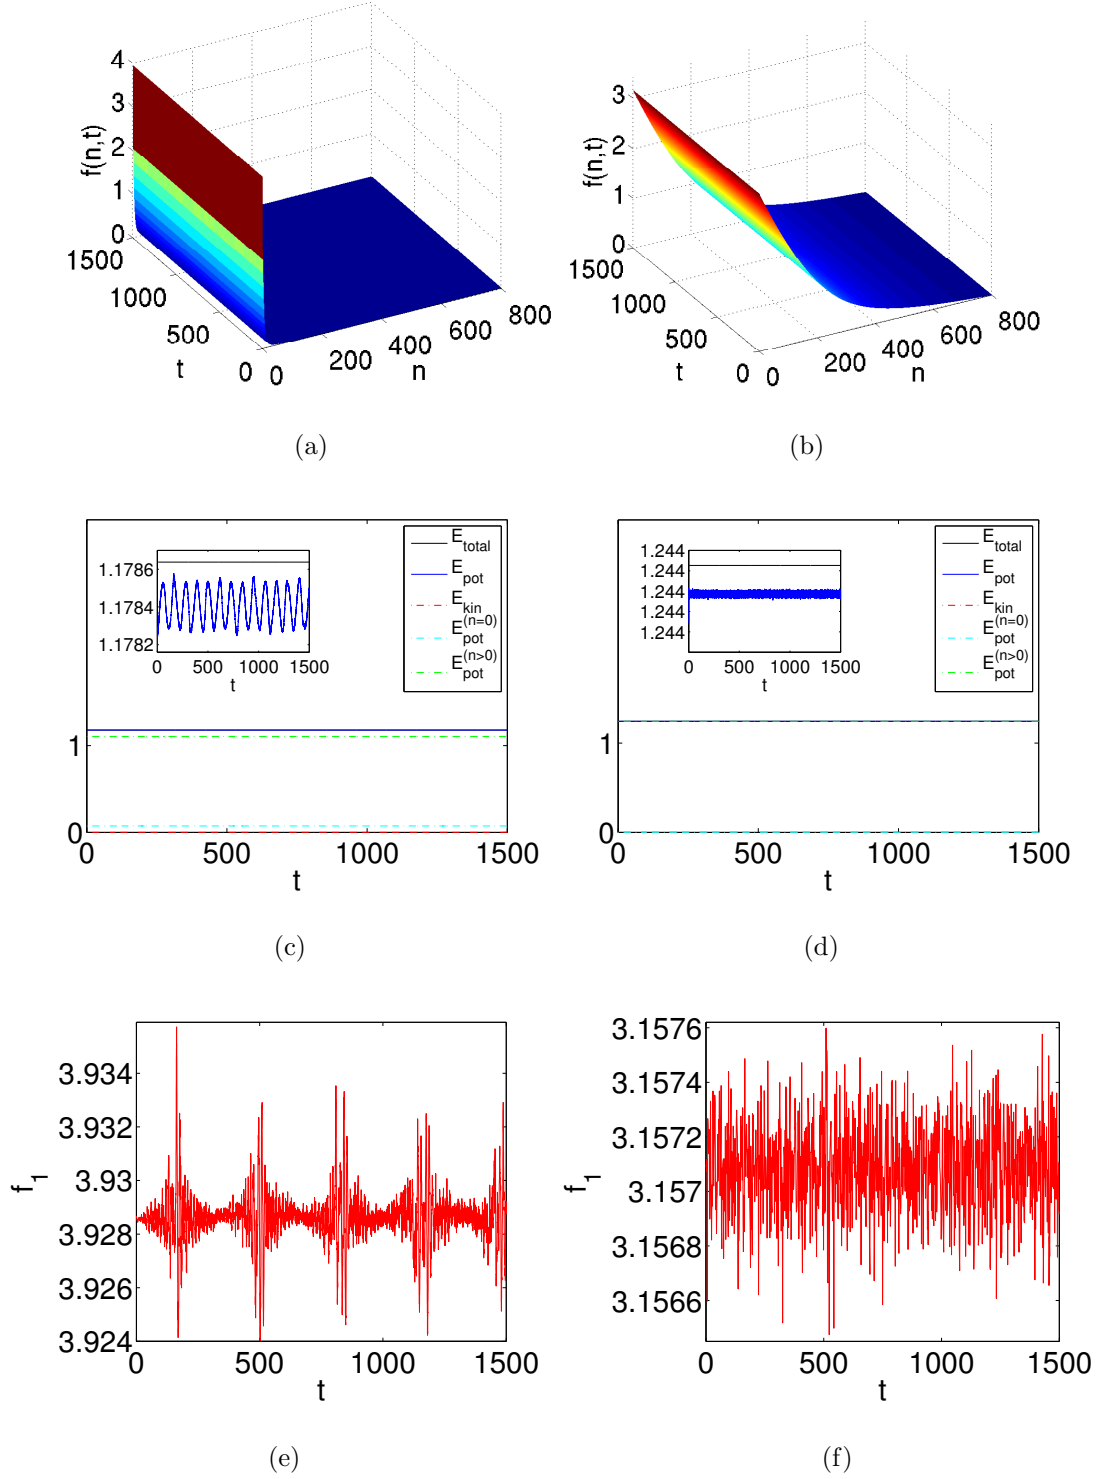 4
3
2
1
0
f(n,t)
1500
1000
500
0
t
0
200
400
600
800
n
(a)
3
2
1
0
f(n,t)
1500
1000
500
0
t
0
200
400
600
800
n
(b)
E_total
E_pot
E_kin
E_pot^(n=0)
E_pot^(n>0)
1.1786
1.1784
1.1782
0 500 1000 1500
t
1
0
0 500 1000 1500
t
(c)
E_total
E_pot
E_kin
E_pot^(n=0)
E_pot^(n>0)
1.244
1.244
1.244
1.244
1.244
0 500 1000 1500
t
1
0
0 500 1000 1500
t
(d)
3.934
3.932
3.93
3.928
3.926
3.924
f_1
0 500 1000 1500
t
(e)
3.1576
3.1574
3.1572
3.157
3.1568
3.1566
f_1
0 500 1000 1500
t
(f)